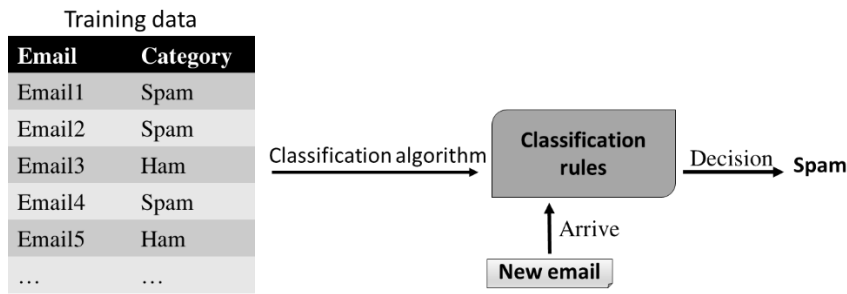 Training data
Email Category
Email1 Spam
Email2 Spam
Email3 Ham
Email4 Spam
Email5 Ham
… …
Classification algorithm
Classification
rules
Decision
Spam
Arrive
New email